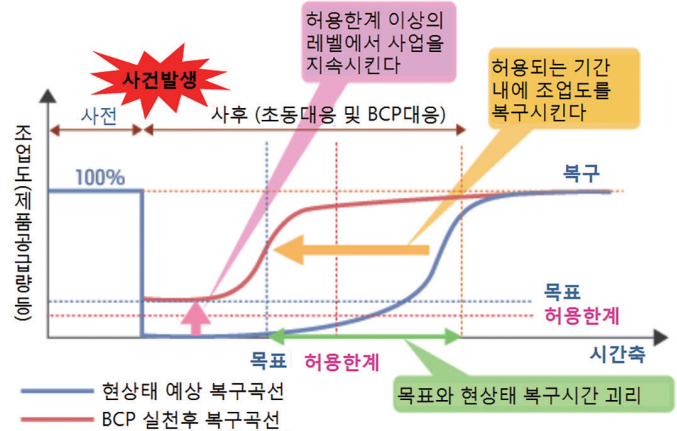 허용한계 이상의
레벨에서 사업을
지속시킨다
허용되는 기간
내에 조업도를
복구시킨다
사건발생
사전
사후 (초동대응 및 BCP대응)
조업도(제품공급량 등)
100%
복구
목표
허용한계
시간축
목표
허용한계
목표와 현상태 복구시간 괴리
현상태 예상 복구곡선
BCP 실천후 복구곡선